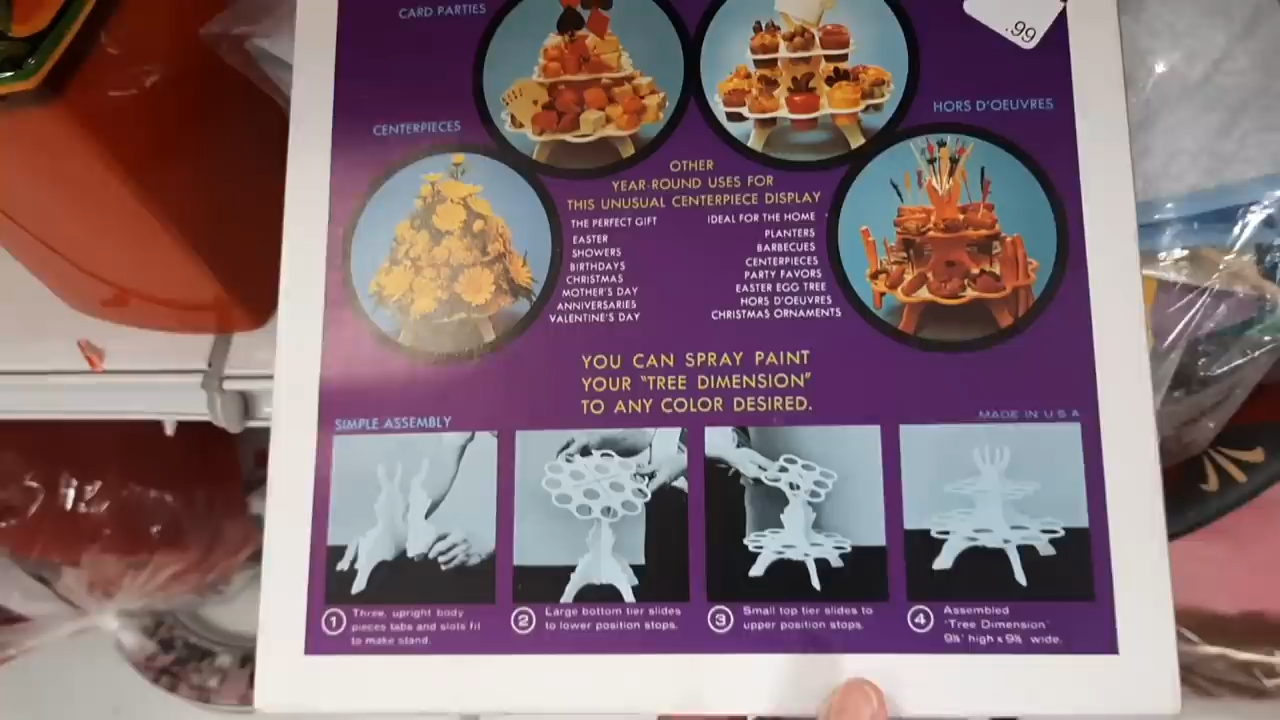 CARD PARTIES
.99
HORS D'OEUVRES
CENTERPIECES
OTHER
YEAR-ROUND USES FOR
THIS UNUSUAL CENTERPIECE DISPLAY
THE PERFECT GIFT
EASTER
SHOWERS
BIRTHDAYS
CHRISTMAS
MOTHER'S DAY
ANNIVERSARIES
VALENTINE'S DAY
IDEAL FOR THE HOME
PLANTERS
BARBECUES
CENTERPIECES
PARTY FAVORS
EASTER EGG TREE
HORS D'OEUVRES
CHRISTMAS ORNAMENTS
YOU CAN SPRAY PAINT
YOUR "TREE DIMENSION"
TO ANY COLOR DESIRED.
SIMPLE ASSEMBLY
MADE IN U S A
1 Three, upright body
pieces tabs and slots fit
to make stand.
2 Large bottom tier slides
to lower position stops.
3 Small top tier slides to
upper position stops.
4 Assembled
"Tree Dimension"
high x wide.